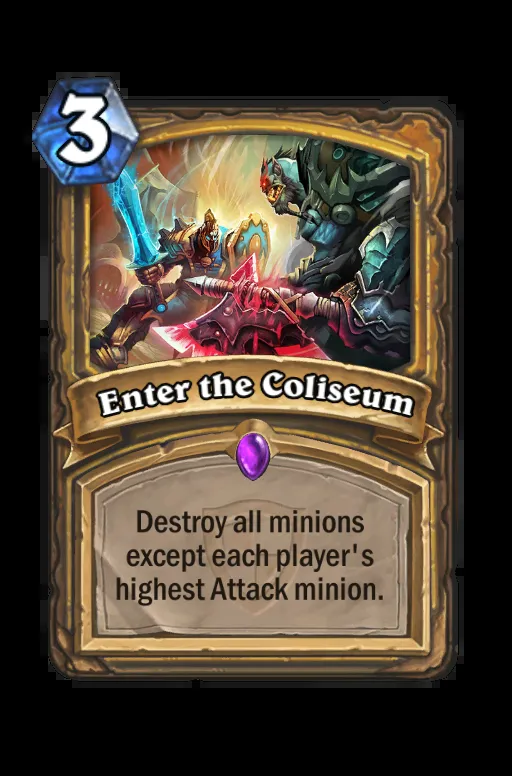 3
Enter the Coliseum
Destroy all minions
except each player's
highest Attack minion.